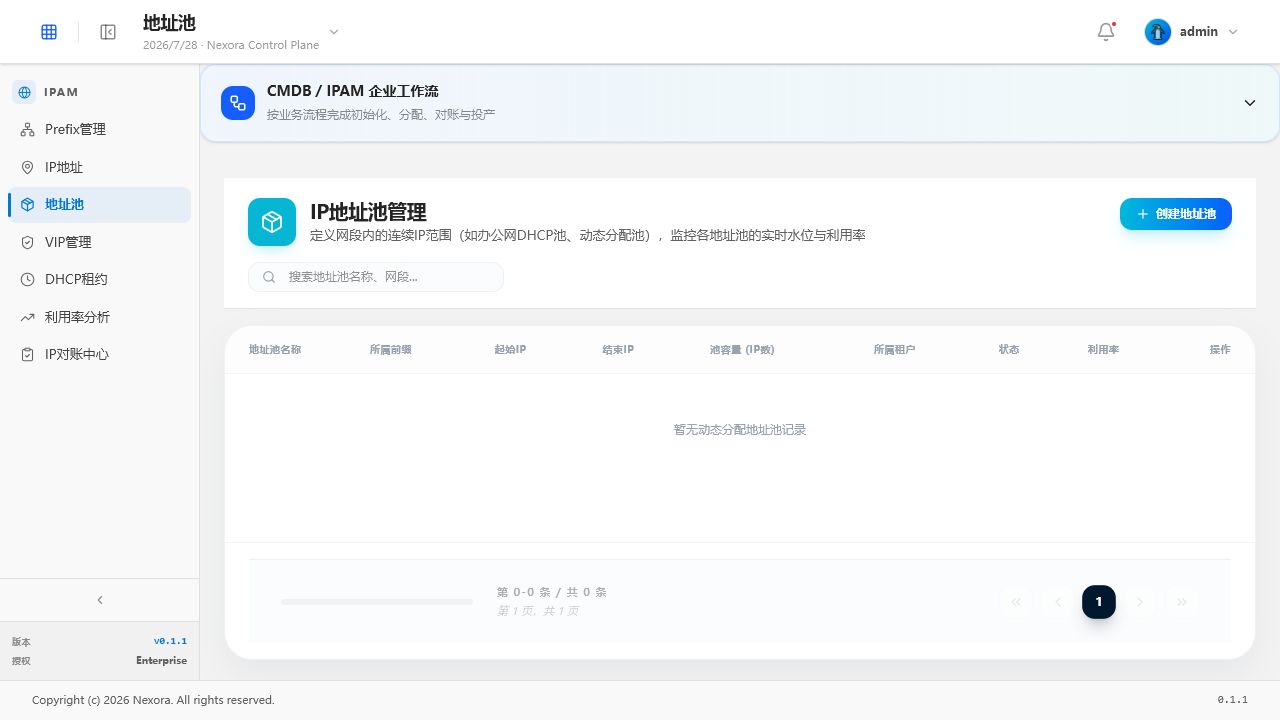 地址池
2026/7/28 · Nexora Control Plane
admin
IPAM
Prefix管理
IP地址
地址池
VIP管理
DHCP租约
利用率分析
IP对账中心
版本 v0.1.1
授权 Enterprise
CMDB / IPAM 企业工作流
按业务流程完成初始化、分配、对账与投产
IP地址池管理
定义网段内的连续IP范围（如办公网DHCP池、动态分配池），监控各地址池的实时水位与利用率
创建地址池
搜索地址池名称、网段...
地址池名称 所属前缀 起始IP 结束IP 池容量 (IP数) 所属租户 状态 利用率 操作
暂无动态分配地址池记录
第 0-0 条 / 共 0 条
第 1 页，共 1 页
1
Copyright (c) 2026 Nexora. All rights reserved.
0.1.1